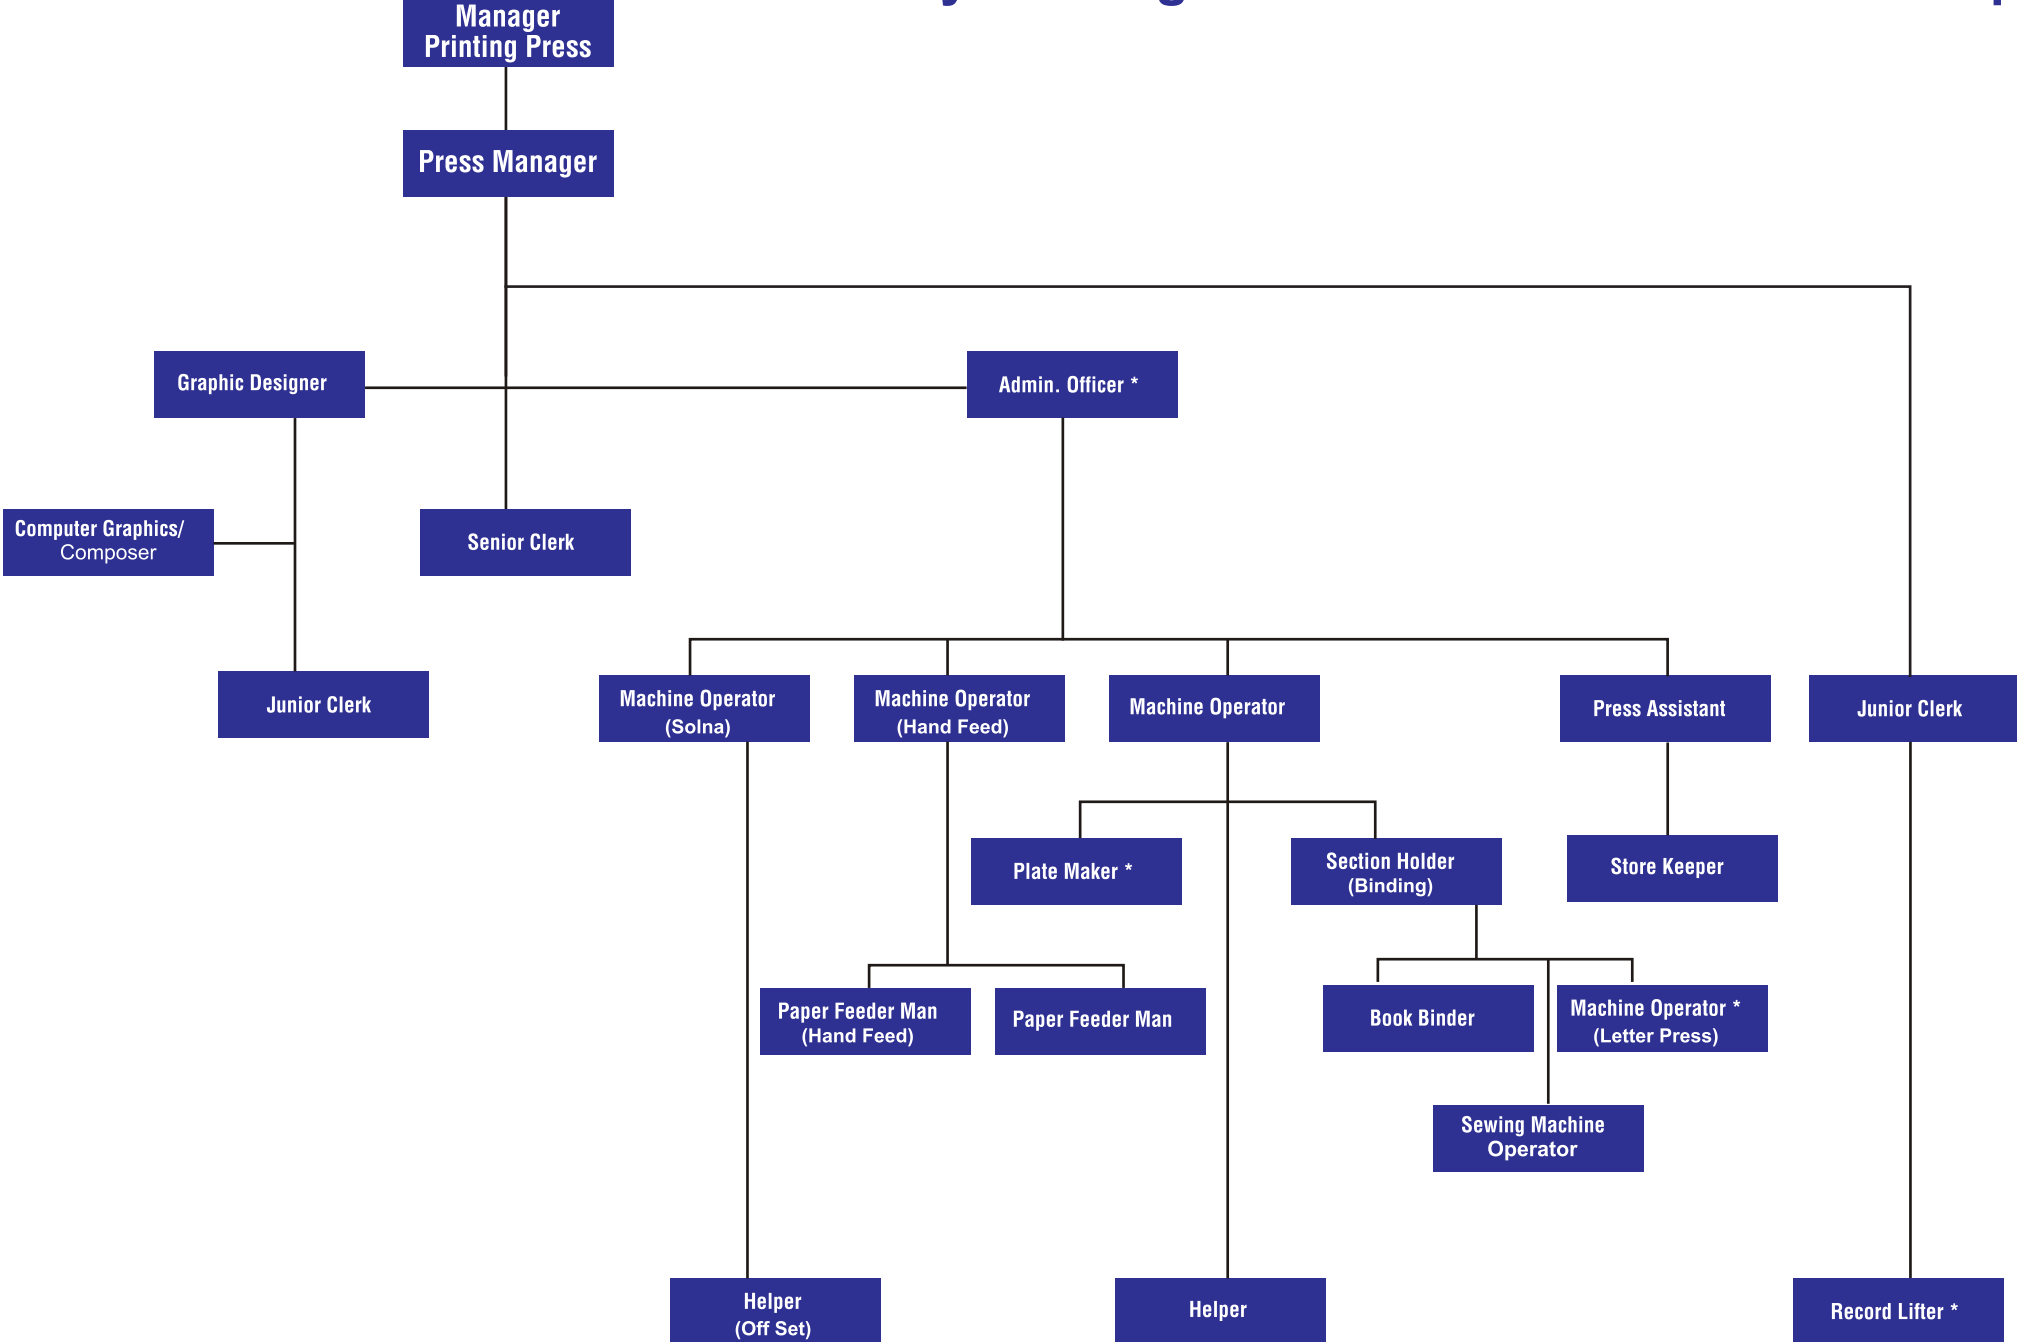 Manager
Printing Press
Press Manager
Graphic Designer
Admin. Officer *
Computer Graphics/
Composer
Senior Clerk
Junior Clerk
Machine Operator
(Solna)
Machine Operator
(Hand Feed)
Machine Operator
Press Assistant
Junior Clerk
Plate Maker *
Section Holder
(Binding)
Store Keeper
Paper Feeder Man
(Hand Feed)
Paper Feeder Man
Book Binder
Machine Operator *
(Letter Press)
Sewing Machine
Operator
Helper
(Off Set)
Helper
Record Lifter *